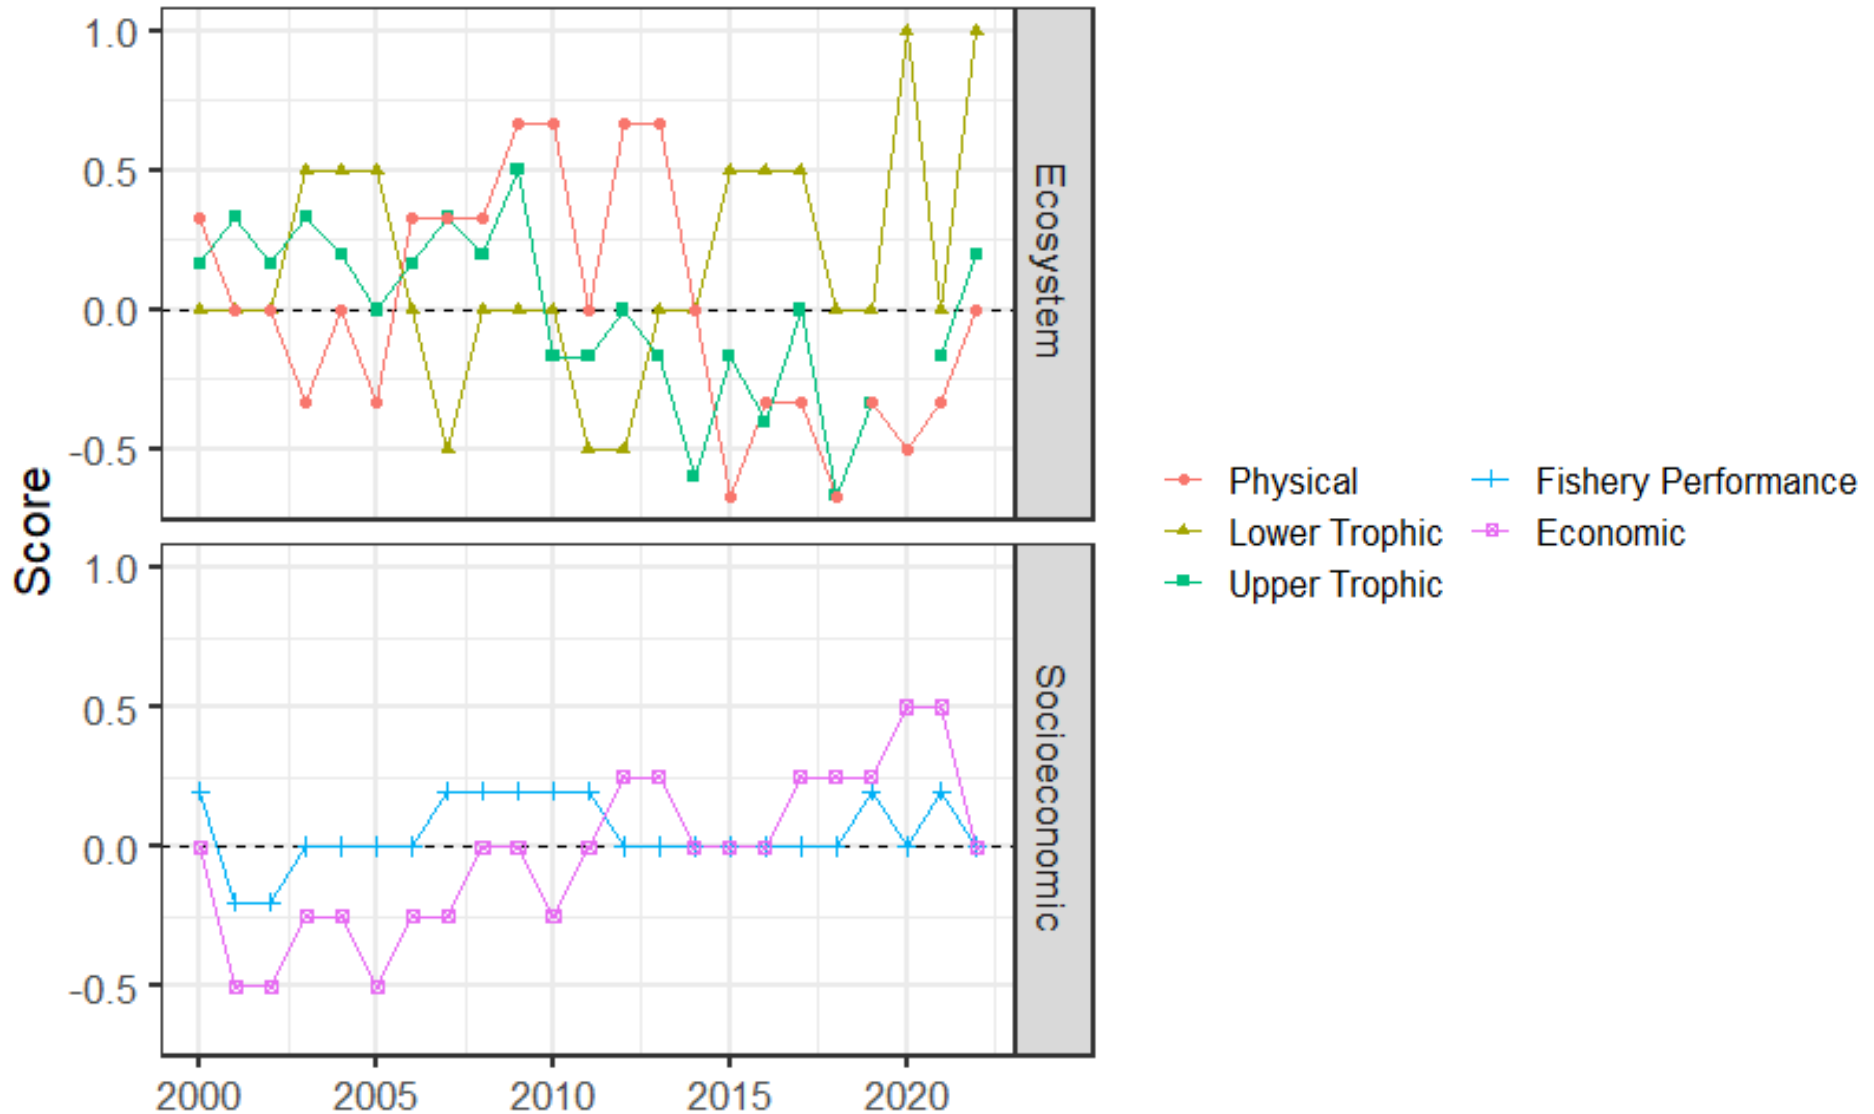 Score
1.0
0.5
0.0
-0.5
Ecosystem
1.0
0.5
0.0
-0.5
Socioeconomic
2000 2005 2010 2015 2020
Physical Fishery Performance
Lower Trophic Economic
Upper Trophic